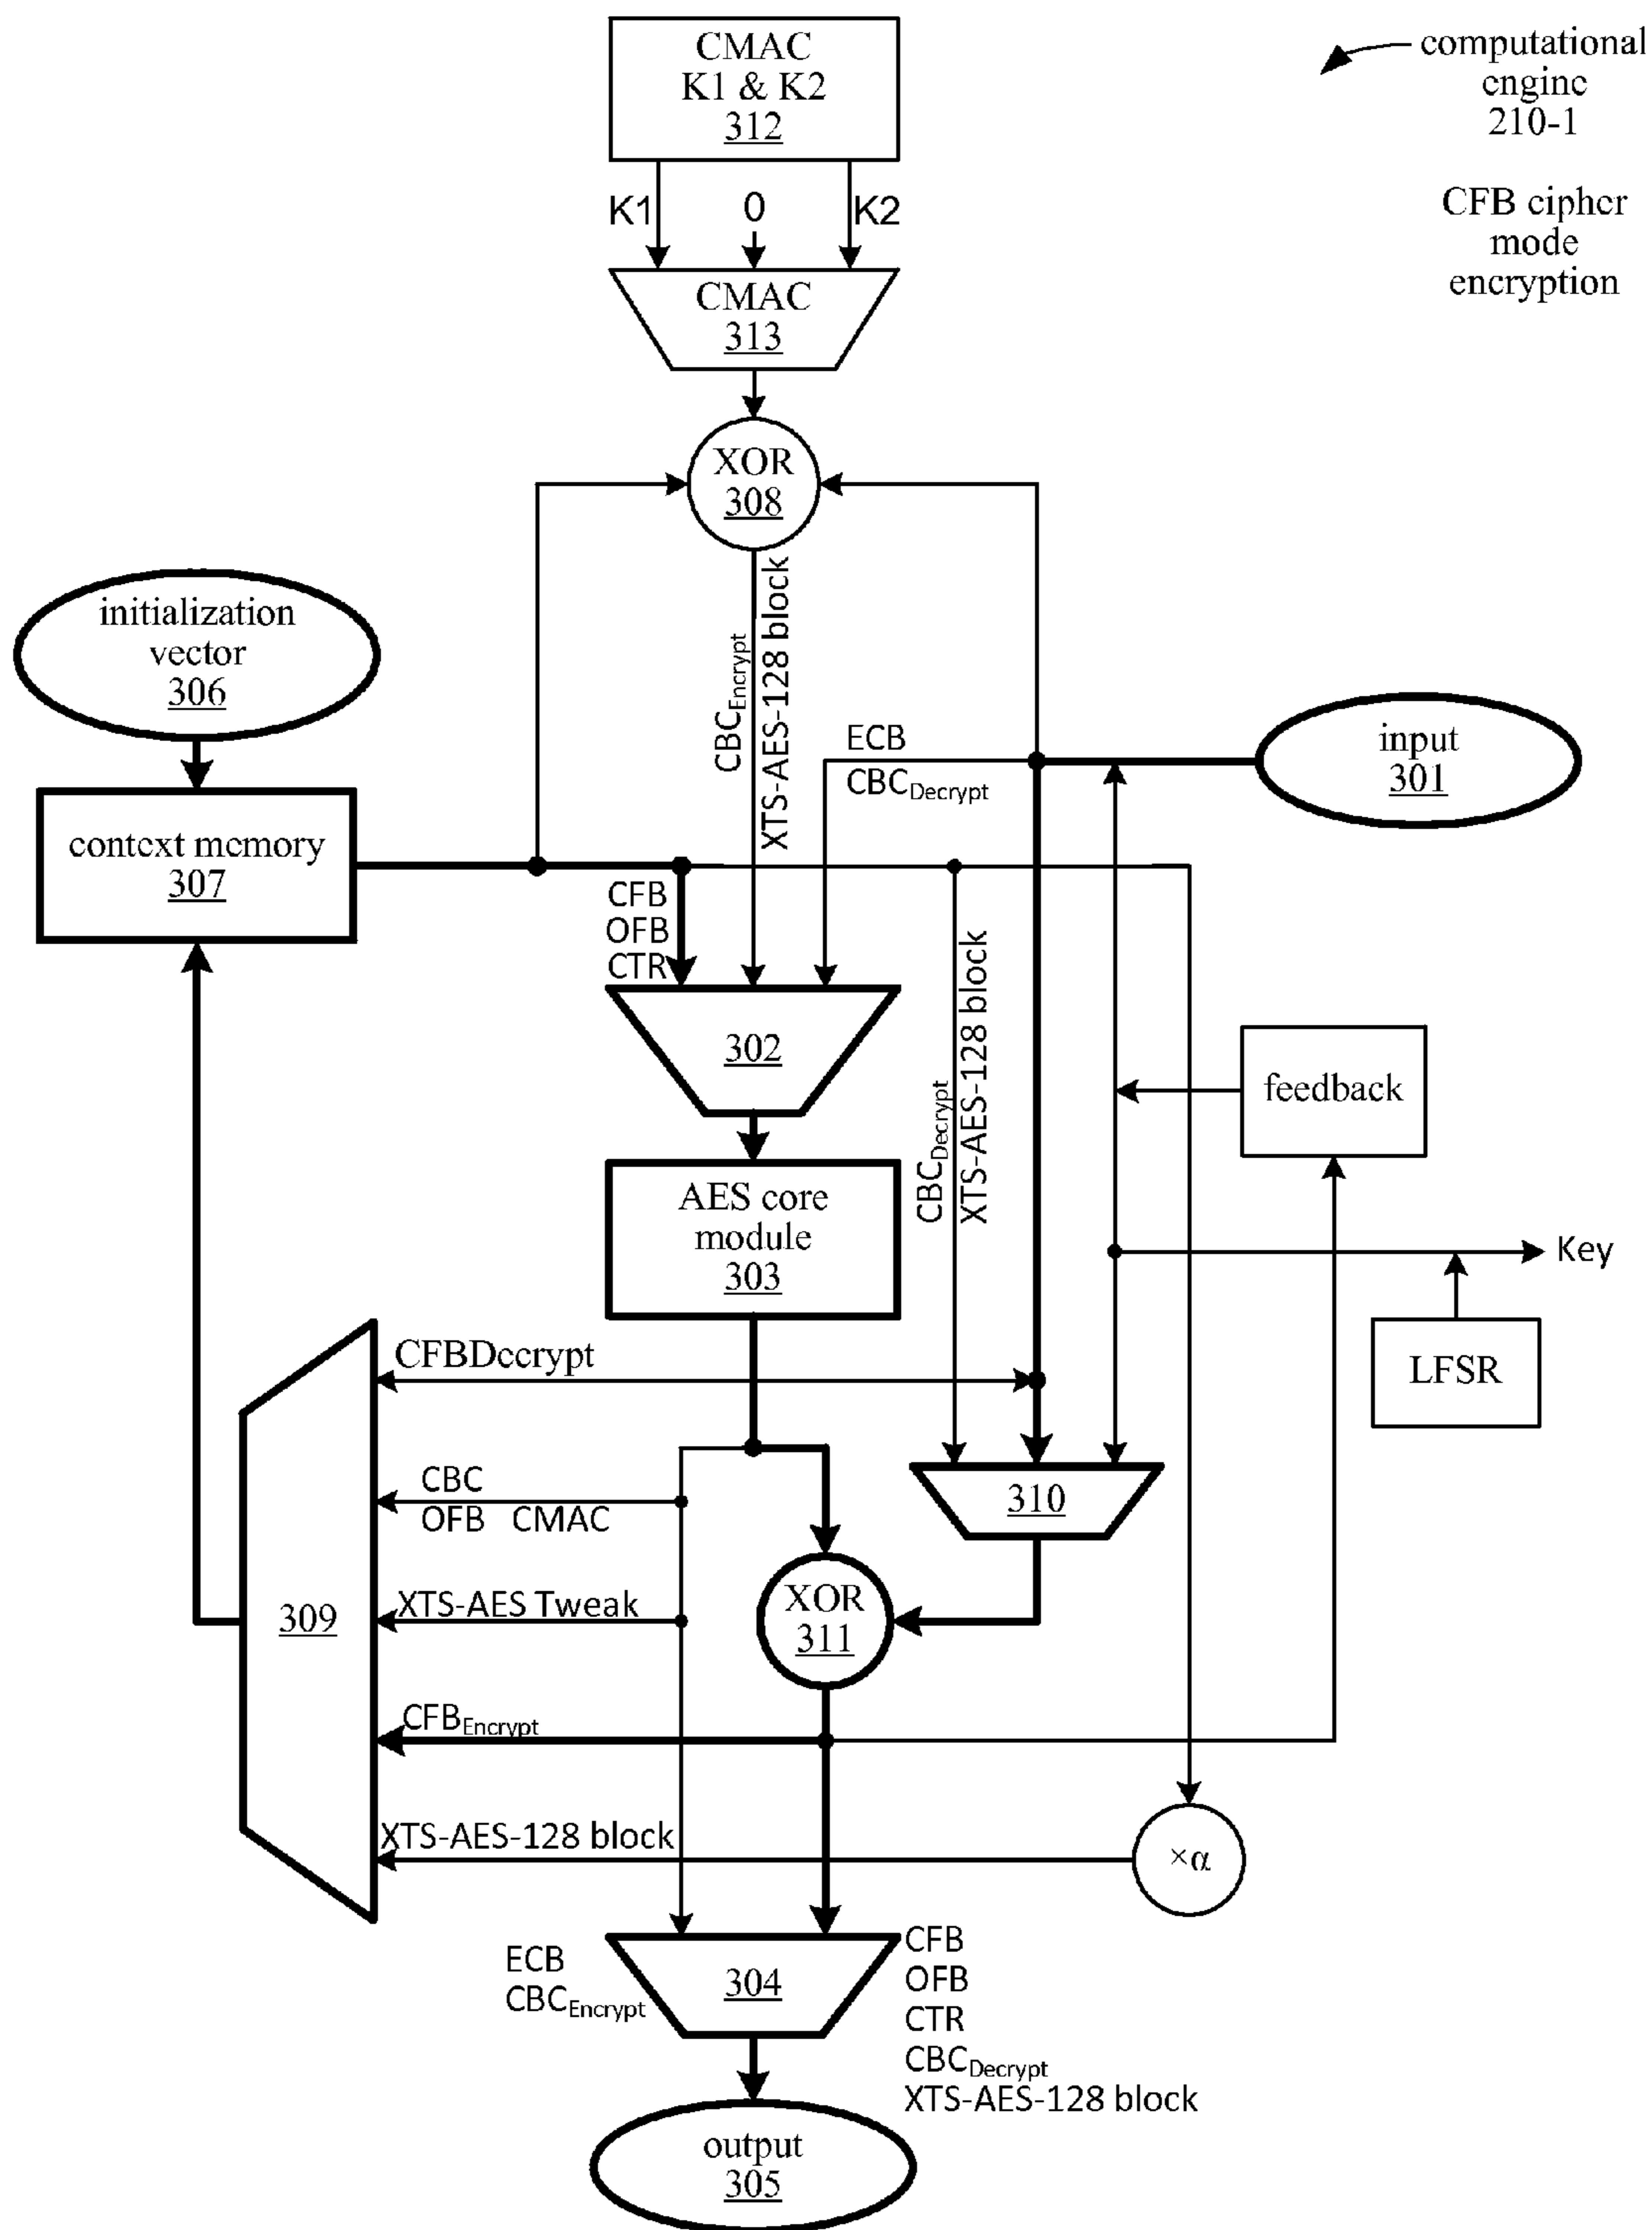 CMAC
K1 & K2
312
computational
engine
210-1
CFB cipher
mode
encryption
K1
0
K2
CMAC
313
XOR
308
initialization
vector
306
CBCEncrypt
XTS-AES-128 block
ECB
CBCDecrypt
input
301
context memory
307
CFB
OFB
CTR
302
CBCDecrypt
XTS-AES-128 block
feedback
AES core
module
303
Key
LFSR
CFBDecrypt
CBC
OFB CMAC
310
309
XTS-AES Tweak
XOR
311
CFBEncrypt
XTS-AES-128 block
×α
ECB
CBCEncrypt
304
CFB
OFB
CTR
CBCDecrypt
XTS-AES-128 block
output
305